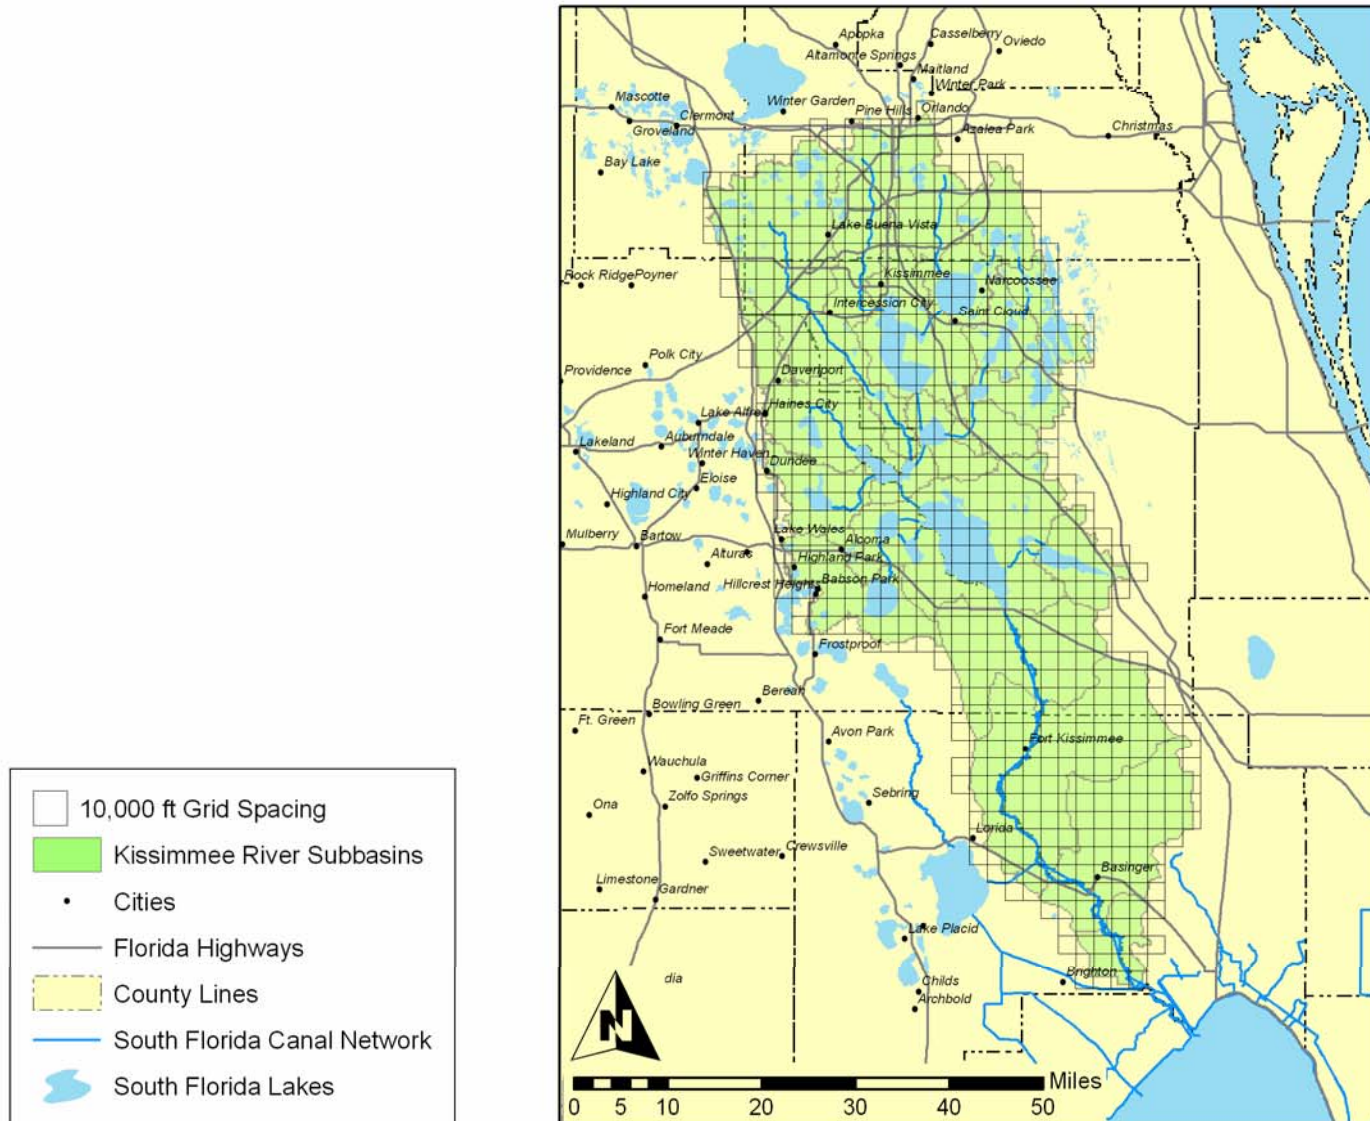 Apopka
Casselberry
Oviedo
Altamonte Springs
Maitland
Winter Park
Mascotte
Winter Garden
Pine Hills
Orlando
Clermont
Groveland
Azalea Park
Christmas
Bay Lake
Lake Buena Vista
Rock Ridge
Poyner
Kissimmee
Narcoossee
Intercession City
Saint Cloud
Polk City
Providence
Davenport
Haines City
Lake Alfred
Auburndale
Lakeland
Winter Haven
Dundee
Eloise
Highland City
Mulberry
Bartow
Lake Wales
Alcoma
Alturas
Highland Park
Homeland
Hillcrest Heights
Babson Park
Fort Meade
Frostproof
Berean
Bowling Green
Ft. Green
Avon Park
Fort Kissimmee
Wauchula
Griffins Corner
Zolfo Springs
Ona
Sebring
Lorida
Sweetwater
Crewsville
Basinger
Limestone
Gardner
Lake Placid
dia
Brighton
Childs
Archbold
N
Miles
0 5 10 20 30 40 50
10,000 ft Grid Spacing
Kissimmee River Subbasins
Cities
Florida Highways
County Lines
South Florida Canal Network
South Florida Lakes